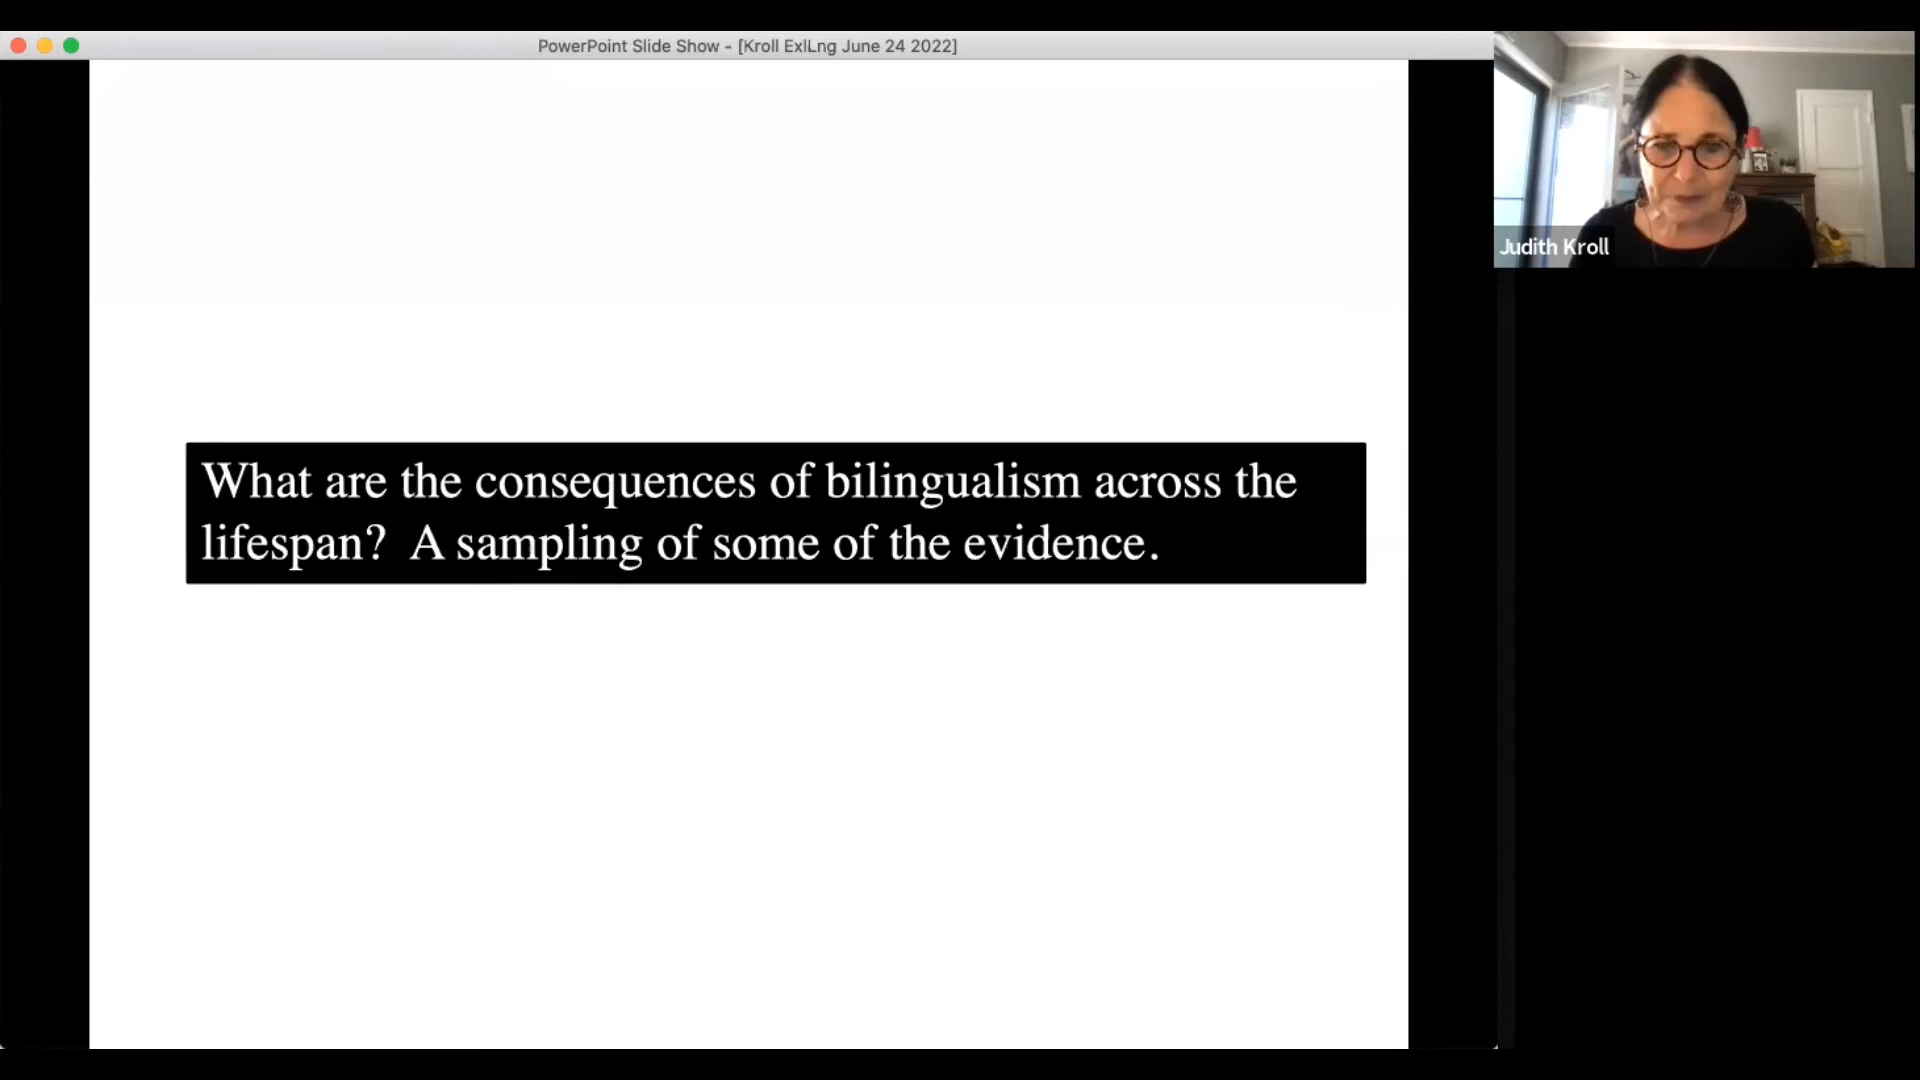 PowerPoint Slide Show - [Kroll ExlLng June 24 2022]
Judith Kroll
What are the consequences of bilingualism across the
lifespan?  A sampling of some of the evidence.